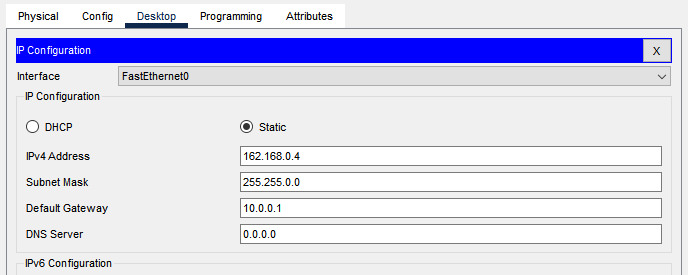 Physical Config Desktop Programming Attributes
IP Configuration X
Interface FastEthernet0
IP Configuration
DHCP Static
IPv4 Address 162.168.0.4
Subnet Mask 255.255.0.0
Default Gateway 10.0.0.1
DNS Server 0.0.0.0
IPv6 Configuration